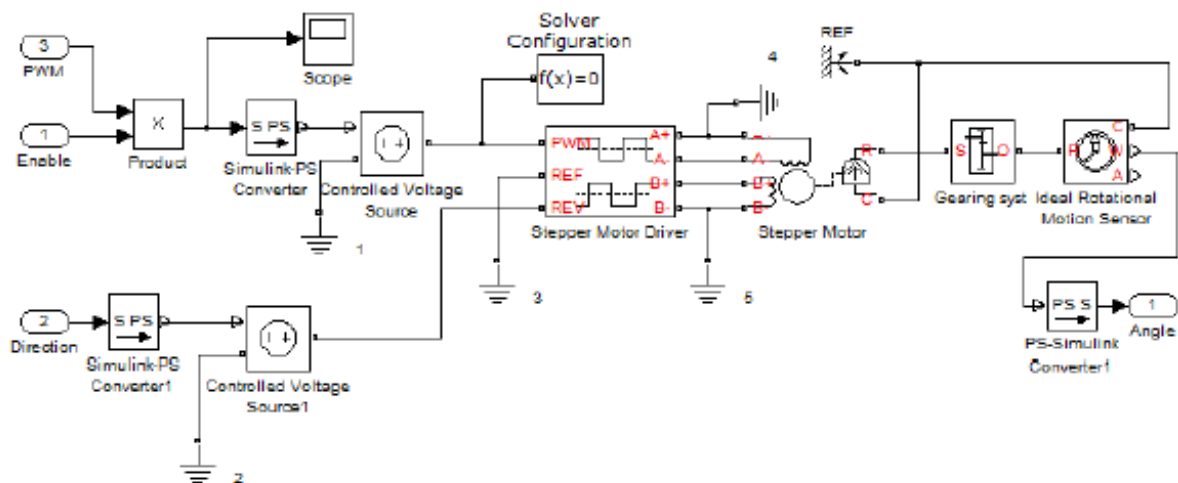 Solver
Configuration
f(x)=0
3
PWM
Scope
1
Enable
X
Product
S PS
Simulink-PS
Converter
Controlled Voltage
Source
1
PWM
REF
REV
A+
A-
B+
B-
Stepper Motor Driver
3
4
5
A
B
Stepper Motor
R
C
REF
S
O
Gearing syst
R
C
W
A
Ideal Rotational
Motion Sensor
2
Direction
S PS
Simulink-PS
Converter1
Controlled Voltage
Source1
2
PS S
PS-Simulink
Converter1
1
Angle